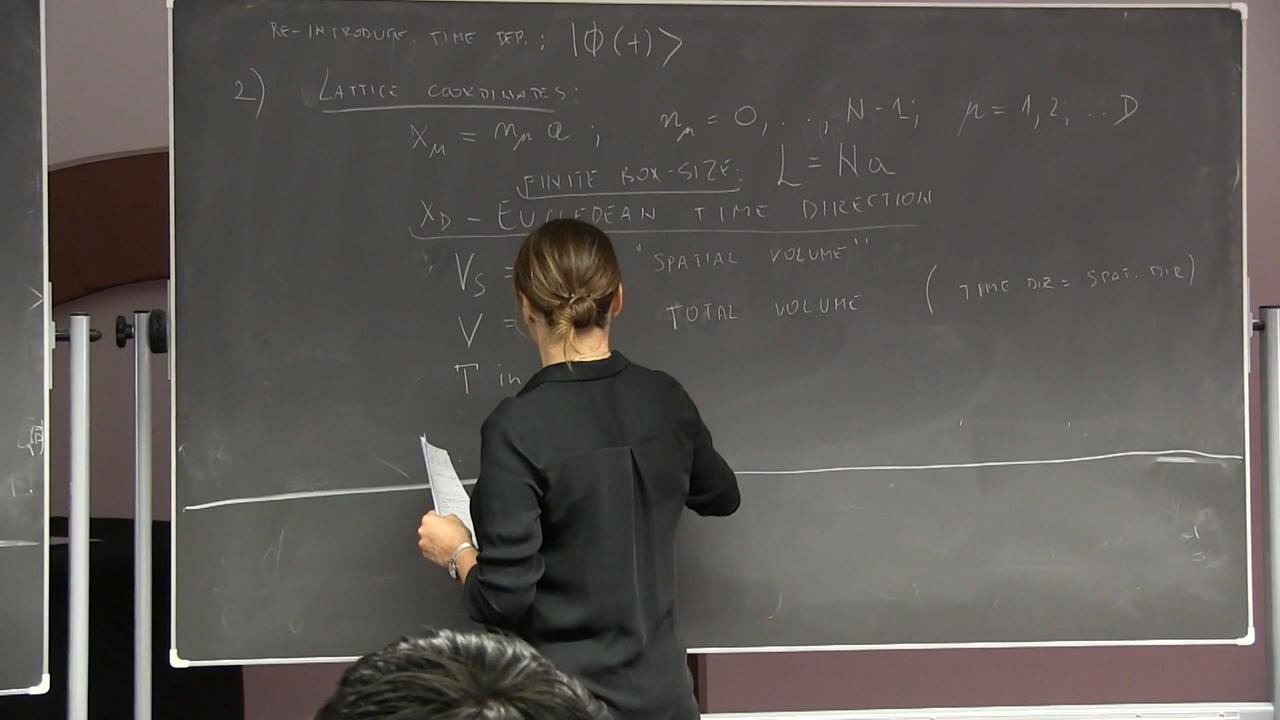 RE-INTRODUCE TIME DEP.: |ϕ(t)>
2) LATTICE COORDINATES:
x_μ = n_μ a ; n_μ = 0, . . , N-1; μ = 1,2; .. D
FINITE BOX-SIZE: L = Na
x_D - EUCLEDEAN TIME DIRECTION
V_S = "SPATIAL VOLUME"
V = TOTAL VOLUME ( TIME DIR = SPAT. DIR)
T in